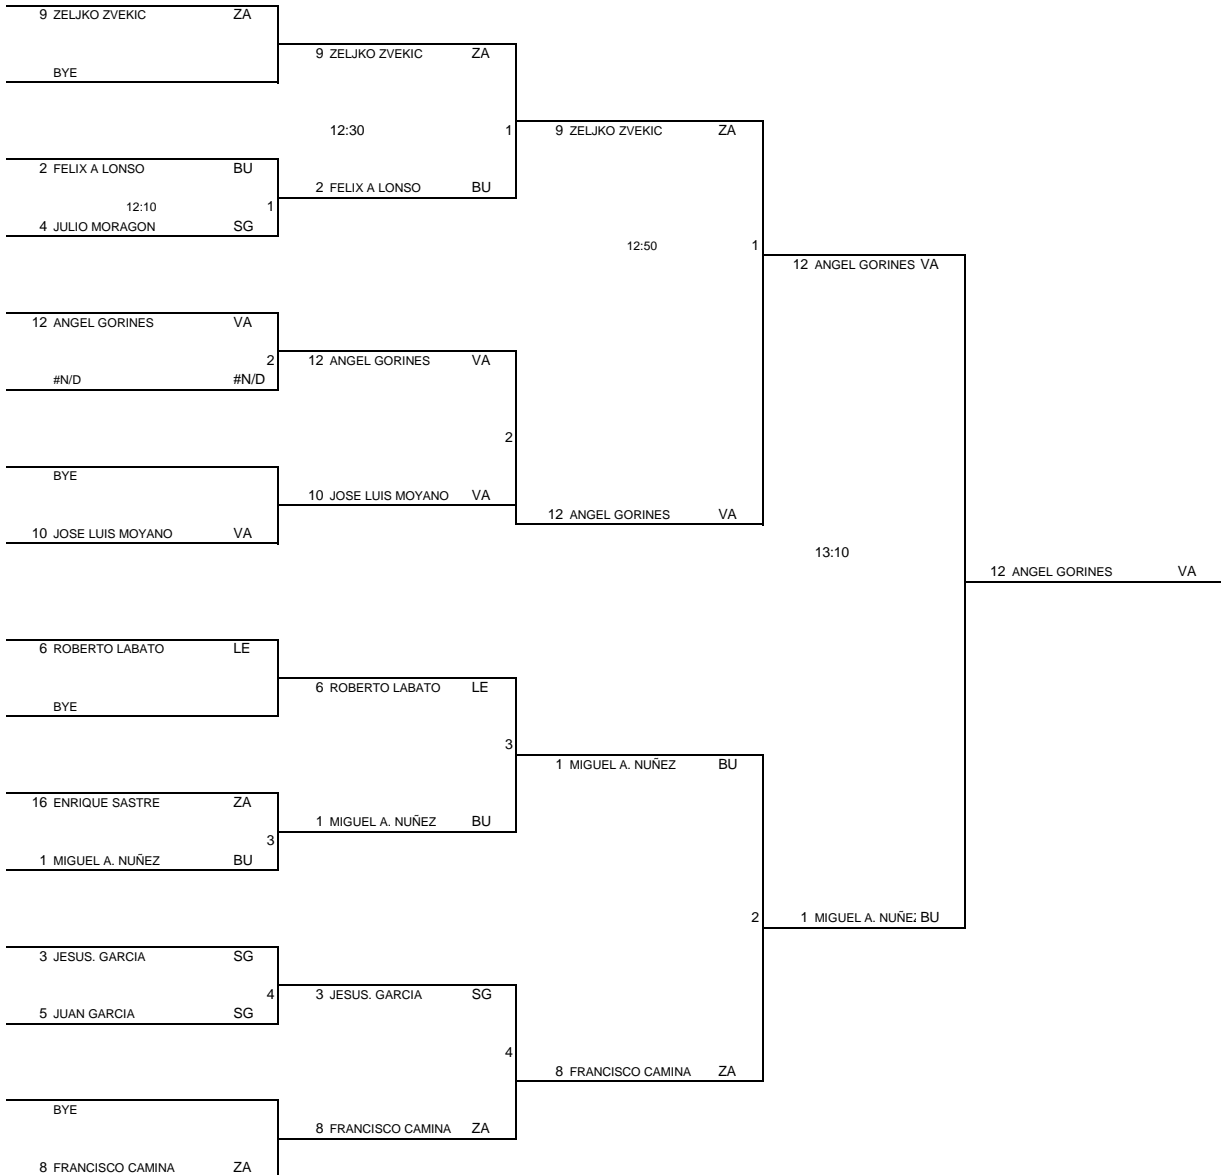 9 ZELJKO ZVEKIC ZA
9 ZELJKO ZVEKIC ZA
BYE
12:30 1 9 ZELJKO ZVEKIC ZA
2 FELIX A LONSO BU
2 FELIX A LONSO BU
12:10 1
4 JULIO MORAGON SG
12:50 1
12 ANGEL GORINES VA
12 ANGEL GORINES VA
2 12 ANGEL GORINES VA
#N/D #N/D
2
BYE
10 JOSE LUIS MOYANO VA
12 ANGEL GORINES VA
10 JOSE LUIS MOYANO VA
13:10
12 ANGEL GORINES VA
6 ROBERTO LABATO LE
6 ROBERTO LABATO LE
BYE
3
1 MIGUEL A. NUÑEZ BU
16 ENRIQUE SASTRE ZA
1 MIGUEL A. NUÑEZ BU
3
1 MIGUEL A. NUÑEZ BU
2 1 MIGUEL A. NUÑEZ BU
3 JESUS. GARCIA SG
4 3 JESUS. GARCIA SG
5 JUAN GARCIA SG
4
8 FRANCISCO CAMINA ZA
BYE
8 FRANCISCO CAMINA ZA
8 FRANCISCO CAMINA ZA